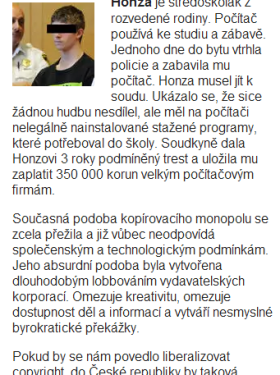 Honza je středoškolák z
rozvedené rodiny. Počítač
používá ke studiu a zábavě.
Jednoho dne do bytu vtrhla
policie a zabavila mu
počítač. Honza musel jít k
soudu. Ukázalo se, že sice
žádnou hudbu nesdílel, ale měl na počítači
nelegálně nainstalované stažené programy,
které potřeboval do školy. Soudkyně dala
Honzovi 3 roky podmíněný trest a uložila mu
zaplatit 350 000 korun velkým počítačovým
firmám.
Současná podoba kopírovacího monopolu se
zcela přežila a již vůbec neodpovídá
společenským a technologickým podmínkám.
Jeho absurdní podoba byla vytvořena
dlouhodobým lobbováním vydavatelských
korporací. Omezuje kreativitu, omezuje
dostupnost děl a informací a vytváří nesmyslné
byrokratické překážky.
Pokud by se nám povedlo liberalizovat
copyright, do České republiky by taková